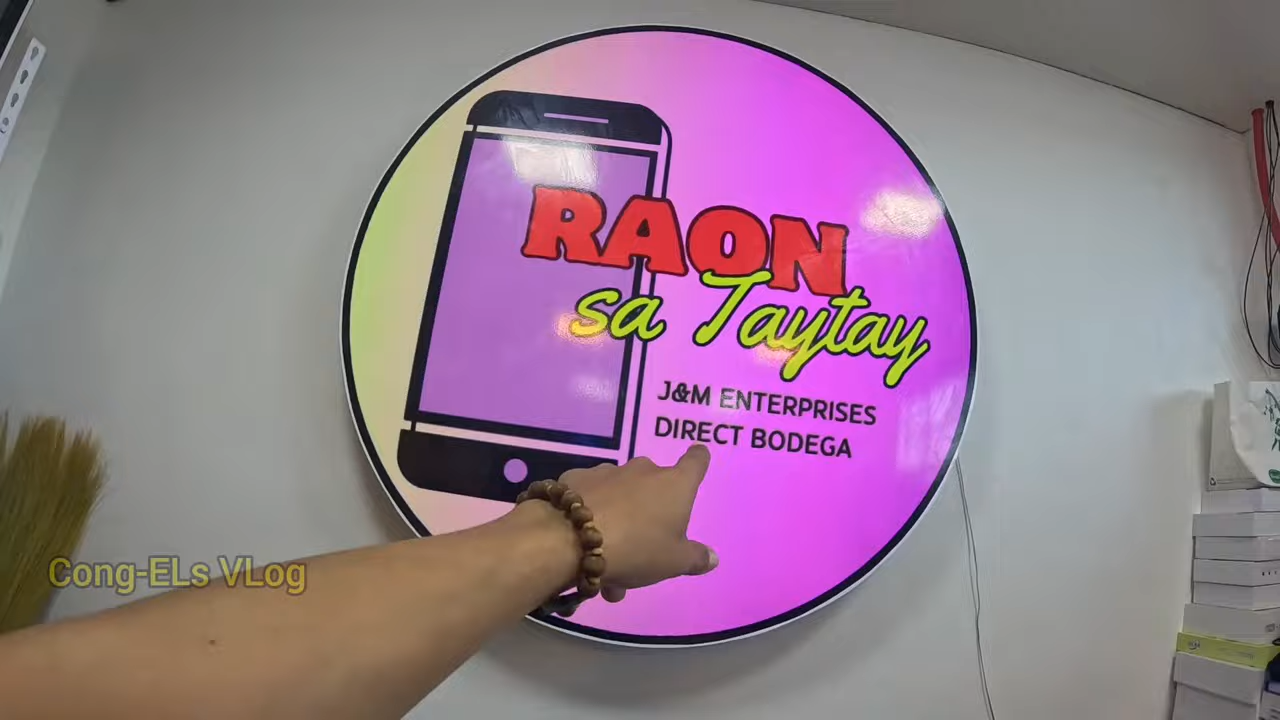 RAON
sa Taytay
J&M ENTERPRISES
DIRECT BODEGA
Cong-ELs VLog